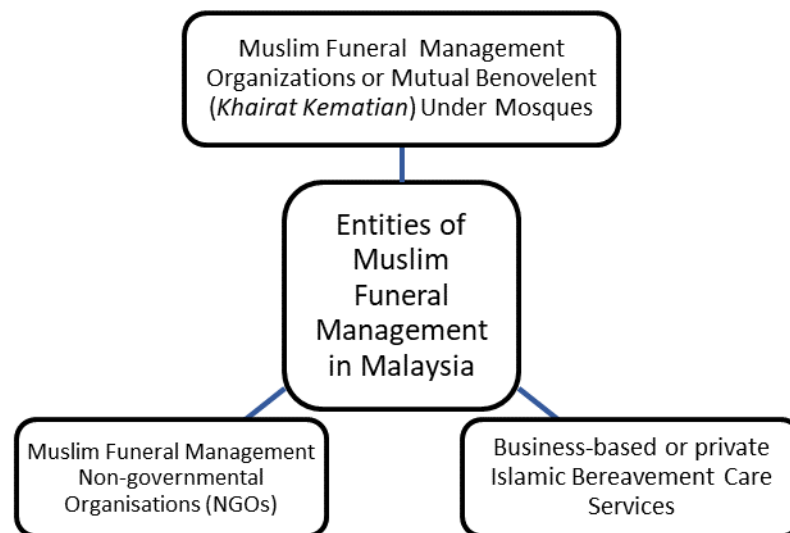 Muslim Funeral Management
Organizations or Mutual Benovelent
(Khairat Kematian) Under Mosques
Entities of
Muslim
Funeral
Management
in Malaysia
Muslim Funeral Management
Non-governmental
Organisations (NGOs)
Business-based or private
Islamic Bereavement Care
Services